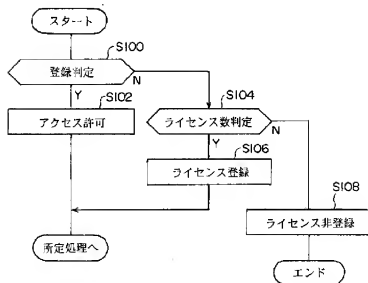 スタート
S100
登録判定
N
Y
S102
アクセス許可
S104
ライセンス数判定
N
Y
S106
ライセンス登録
S108
ライセンス非登録
所定処理へ
エンド